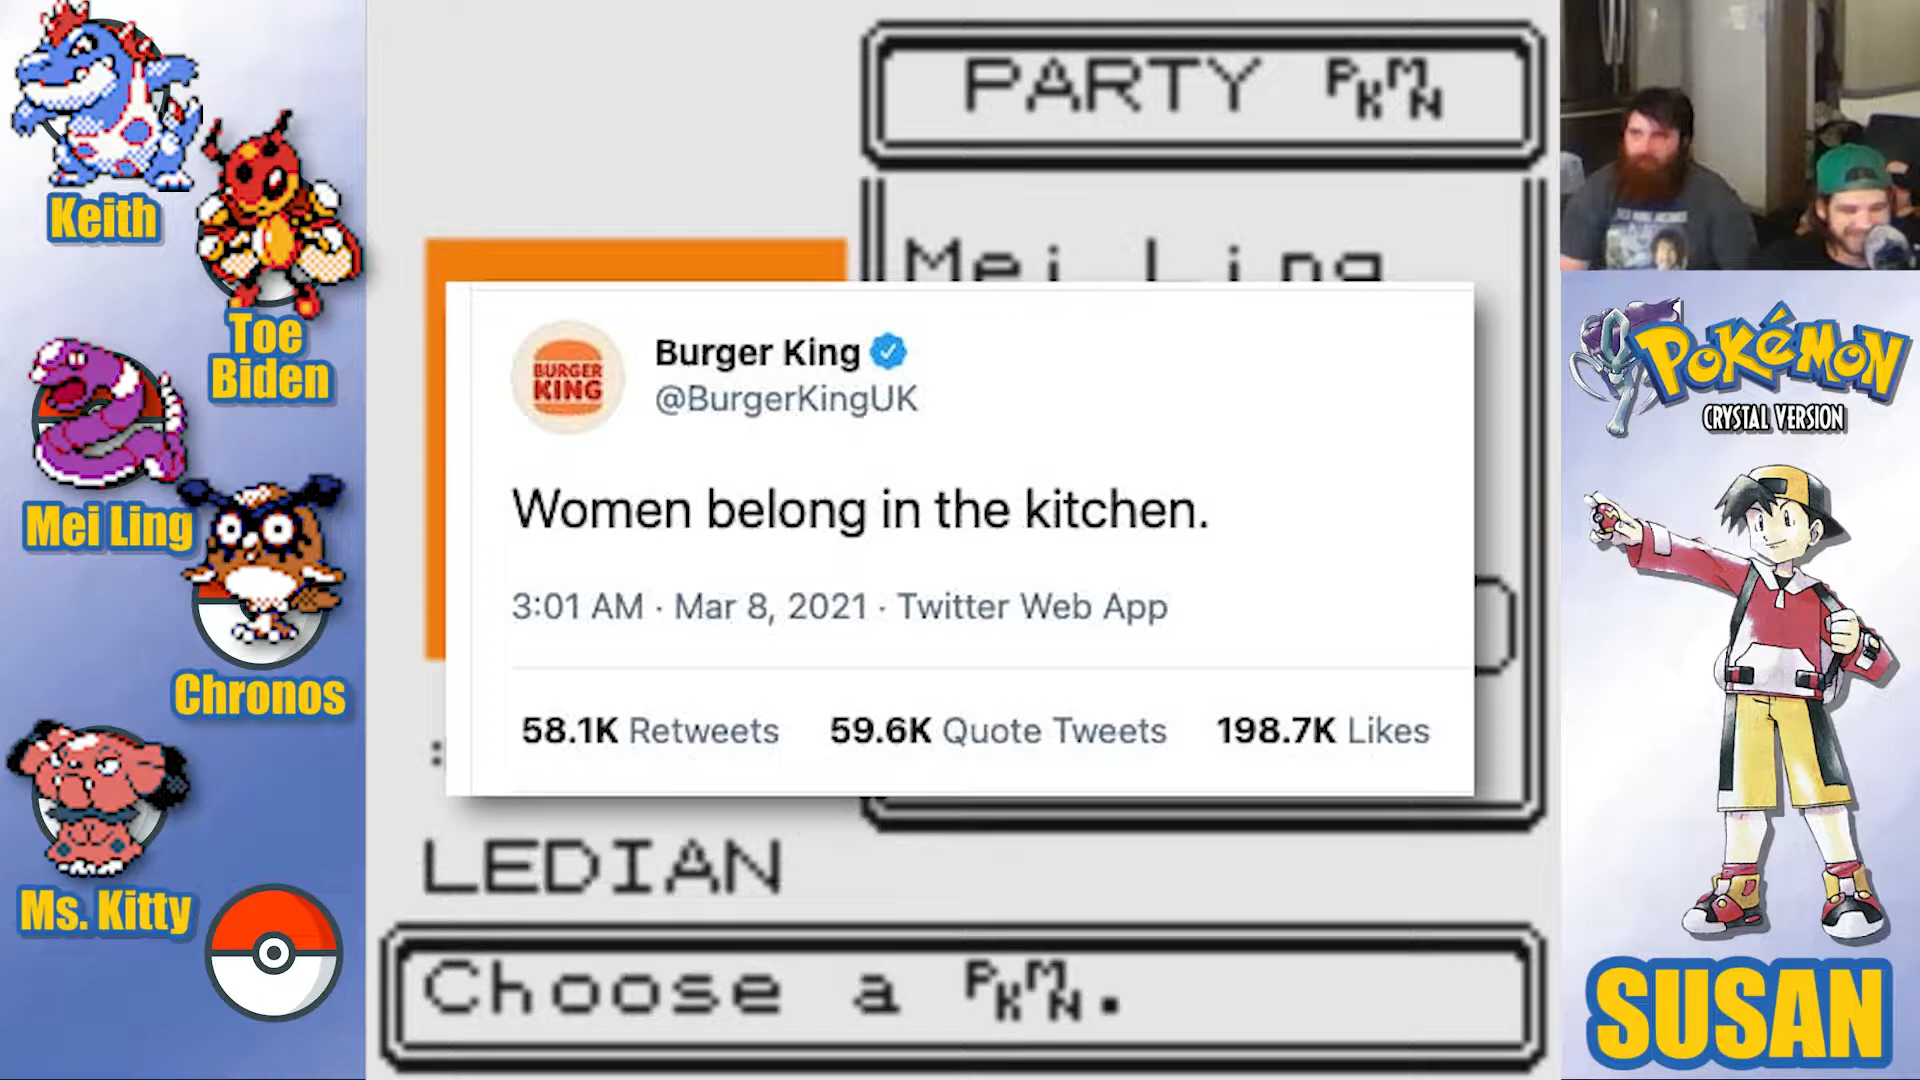 Keith
Toe
Biden
Mei Ling
Chronos
Ms. Kitty
PARTY PKMN
Mei Ling
BURGER
KING
Burger King
@BurgerKingUK
Women belong in the kitchen.
3:01 AM · Mar 8, 2021 · Twitter Web App
58.1K Retweets 59.6K Quote Tweets 198.7K Likes
LEDIAN
Choose a PKMN.
POKéMON
CRYSTAL VERSION
SUSAN